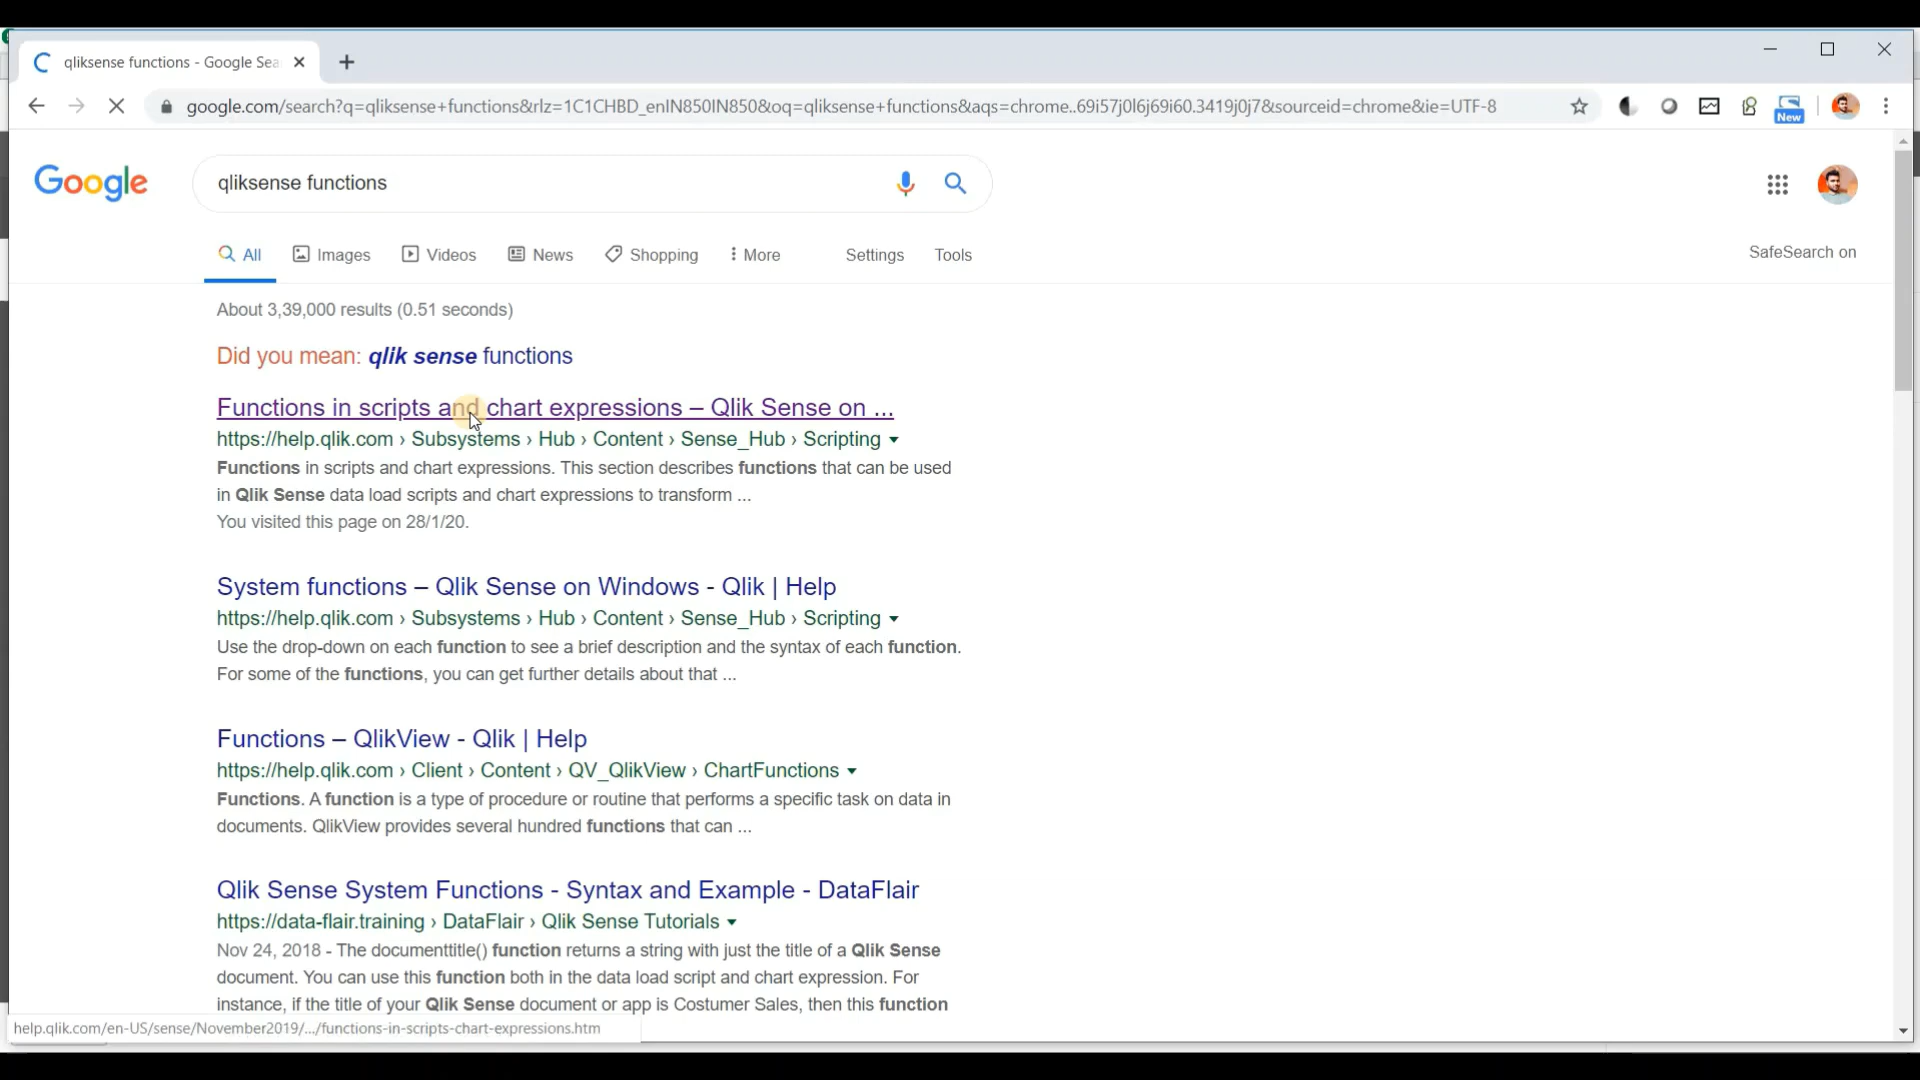 qliksense functions - Google Sea
google.com/search?q=qliksense+functions&rlz=1C1CHBD_enIN850IN850&oq=qliksense+functions&aqs=chrome..69i57j0l6j69i60.3419j0j7&sourceid=chrome&ie=UTF-8
New
Google
qliksense functions
All Images Videos News Shopping More Settings Tools
SafeSearch on
About 3,39,000 results (0.51 seconds)
Did you mean: qlik sense functions
Functions in scripts and chart expressions – Qlik Sense on ...
https://help.qlik.com › Subsystems › Hub › Content › Sense_Hub › Scripting
Functions in scripts and chart expressions. This section describes functions that can be used
in Qlik Sense data load scripts and chart expressions to transform ...
You visited this page on 28/1/20.
System functions – Qlik Sense on Windows - Qlik | Help
https://help.qlik.com › Subsystems › Hub › Content › Sense_Hub › Scripting
Use the drop-down on each function to see a brief description and the syntax of each function.
For some of the functions, you can get further details about that ...
Functions – QlikView - Qlik | Help
https://help.qlik.com › Client › Content › QV_QlikView › ChartFunctions
Functions. A function is a type of procedure or routine that performs a specific task on data in
documents. QlikView provides several hundred functions that can ...
Qlik Sense System Functions - Syntax and Example - DataFlair
https://data-flair.training › DataFlair › Qlik Sense Tutorials
Nov 24, 2018 - The documenttitle() function returns a string with just the title of a Qlik Sense
document. You can use this function both in the data load script and chart expression. For
instance, if the title of your Qlik Sense document or app is Costumer Sales, then this function
help.qlik.com/en-US/sense/November2019/.../functions-in-scripts-chart-expressions.htm